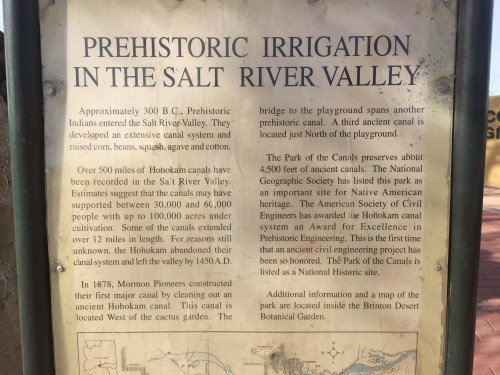 PREHISTORIC IRRIGATION
IN THE SALT RIVER VALLEY
Approximately 300 B.C., Prehistoric
Indians entered the Salt River Valley. They
developed an extensive canal system and
raised corn, beans, squash, agave and cotton.
Over 500 miles of Hohokam canals have
been recorded in the Salt River Valley.
Estimates suggest that the canals may have
supported between 30,000 and 60,000
people with up to 100,000 acres under
cultivation. Some of the canals extended
over 12 miles in length. For reasons still
unknown, the Hohokam abandoned their
canal system and left the valley by 1450 A.D.
In 1878, Mormon Pioneers constructed
their first major canal by cleaning out an
ancient Hohokam canal. This canal is
located West of the cactus garden. The
bridge to the playground spans another
prehistoric canal. A third ancient canal is
located just North of the playground.
The Park of the Canals preserves about
4,500 feet of ancient canals. The National
Geographic Society has listed this park as
an important site for Native American
heritage. The American Society of Civil
Engineers has awarded the Hohokam canal
system an Award for Excellence in
Prehistoric Engineering. This is the first time
that an ancient civil engineering project has
been so honored. The Park of the Canals is
listed as a National Historic site.
Additional information and a map of the
park are located inside the Brinton Desert
Botanical Garden.